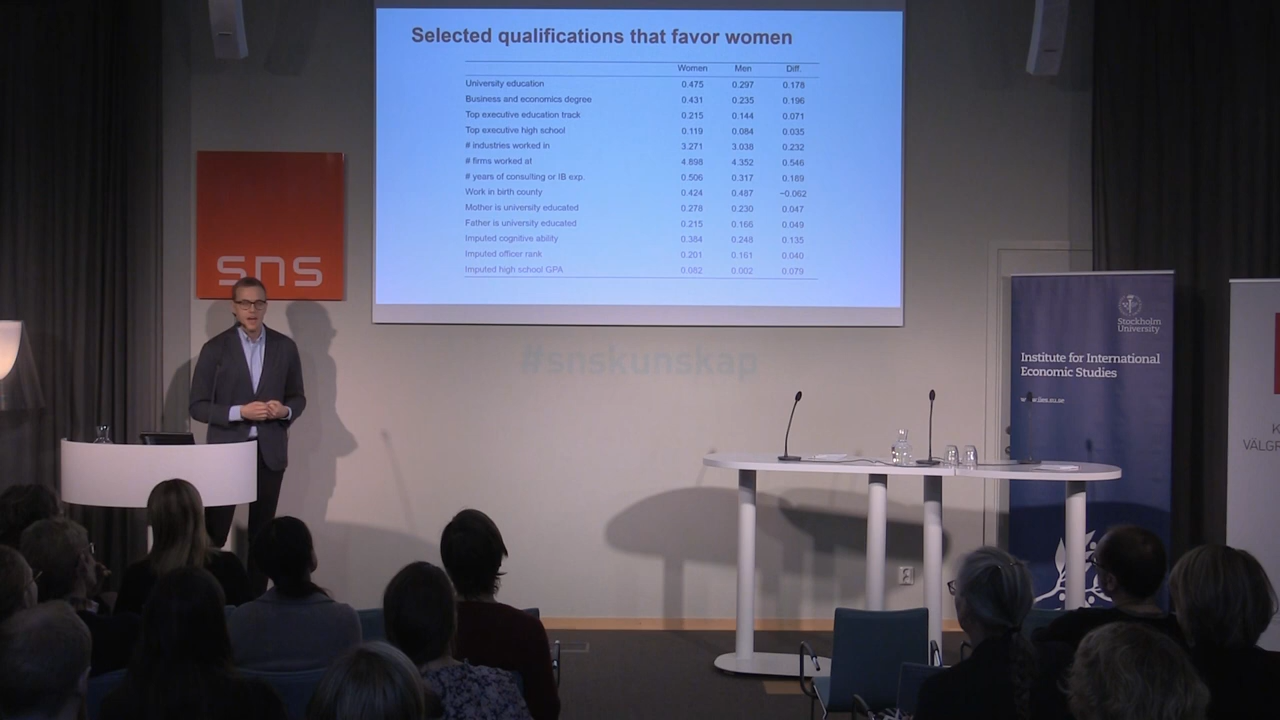 Selected qualifications that favor women
Women Men Diff.
University education 0.475 0.297 0.178
Business and economics degree 0.431 0.235 0.196
Top executive education track 0.215 0.144 0.071
Top executive high school 0.119 0.084 0.035
# industries worked in 3.271 3.038 0.232
# firms worked at 4.898 4.352 0.546
# years of consulting or IB exp. 0.506 0.317 0.189
Work in birth county 0.424 0.487 −0.062
Mother is university educated 0.278 0.230 0.047
Father is university educated 0.215 0.166 0.049
Imputed cognitive ability 0.384 0.248 0.135
Imputed officer rank 0.201 0.161 0.040
Imputed high school GPA 0.082 0.002 0.079
sns
#snskunskap
Stockholm
University
Institute for International
Economic Studies
K
VÄLGR